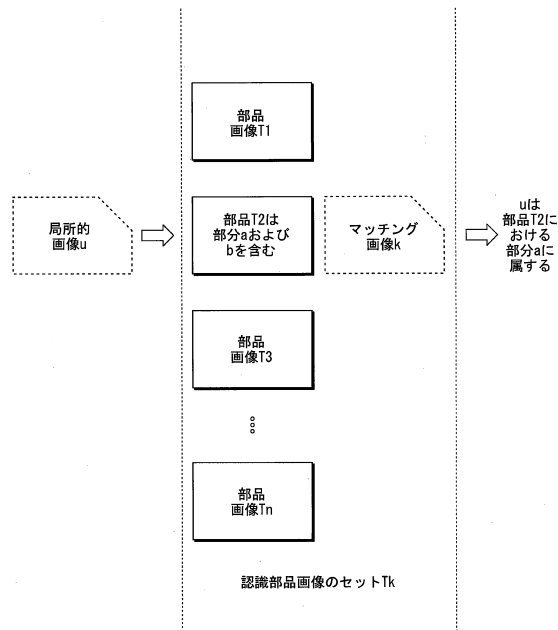 部品
画像T1
局所的
画像u
部品T2は
部分aおよび
bを含む
マッチング
画像k
uは
部品T2に
おける
部分aに
属する
部品
画像T3
部品
画像Tn
認識部品画像のセットTk